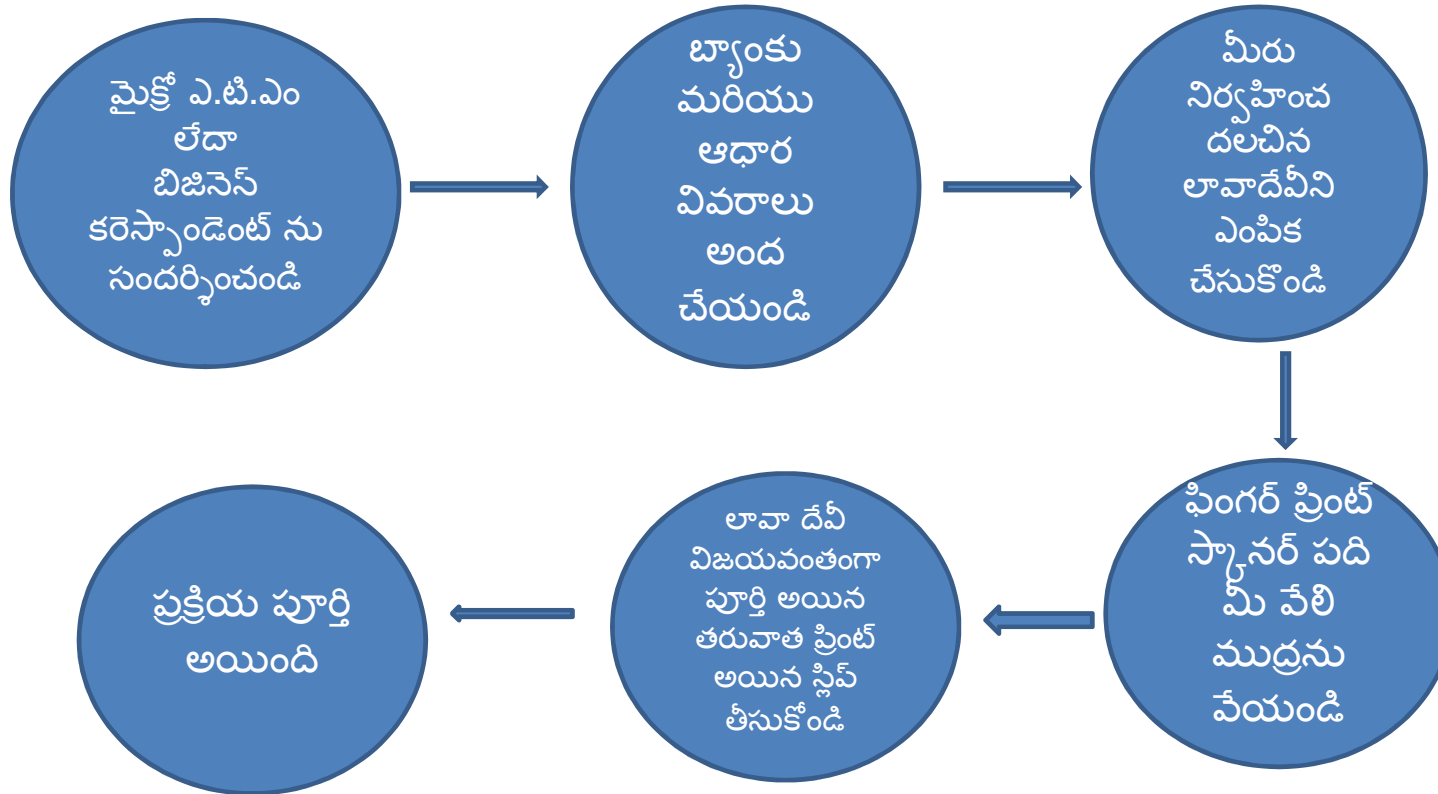 మైక్రో ఎ.టి.ఎం
లేదా
బిజినెస్
కరెస్పాండెంట్ ను
సందర్శించండి
బ్యాంకు
మరియు
ఆధార
వివరాలు
అంద
చేయండి
మీరు
నిర్వహించ
దలచిన
లావాదేవీని
ఎంపిక
చేసుకొండి
ఫింగర్ ప్రింట్
స్కానర్ పది
మీ వేలి
ముద్రను
వేయండి
లావా దేవీ
విజయవంతంగా
పూర్తి అయిన
తరువాత ప్రింట్
అయిన స్లిప్
తీసుకోండి
ప్రక్రియ పూర్తి
అయింది